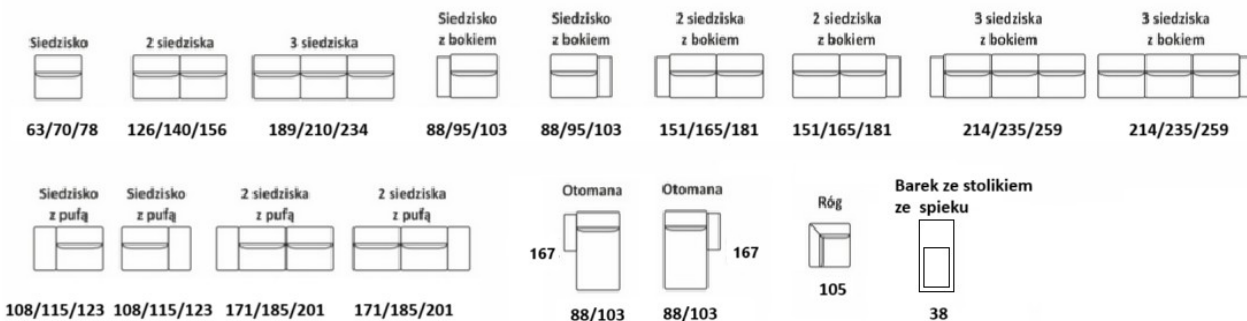 Siedzisko
63/70/78
2 siedziska
126/140/156
3 siedziska
189/210/234
Siedzisko
z bokiem
88/95/103
Siedzisko
z bokiem
88/95/103
2 siedziska
z bokiem
151/165/181
2 siedziska
z bokiem
151/165/181
3 siedziska
z bokiem
214/235/259
3 siedziska
z bokiem
214/235/259
Siedzisko
z pufą
108/115/123
Siedzisko
z pufą
108/115/123
2 siedziska
z pufą
171/185/201
2 siedziska
z pufą
171/185/201
Otomana
167
88/103
Otomana
167
88/103
Róg
105
Barek ze stolikiem
ze spieku
38